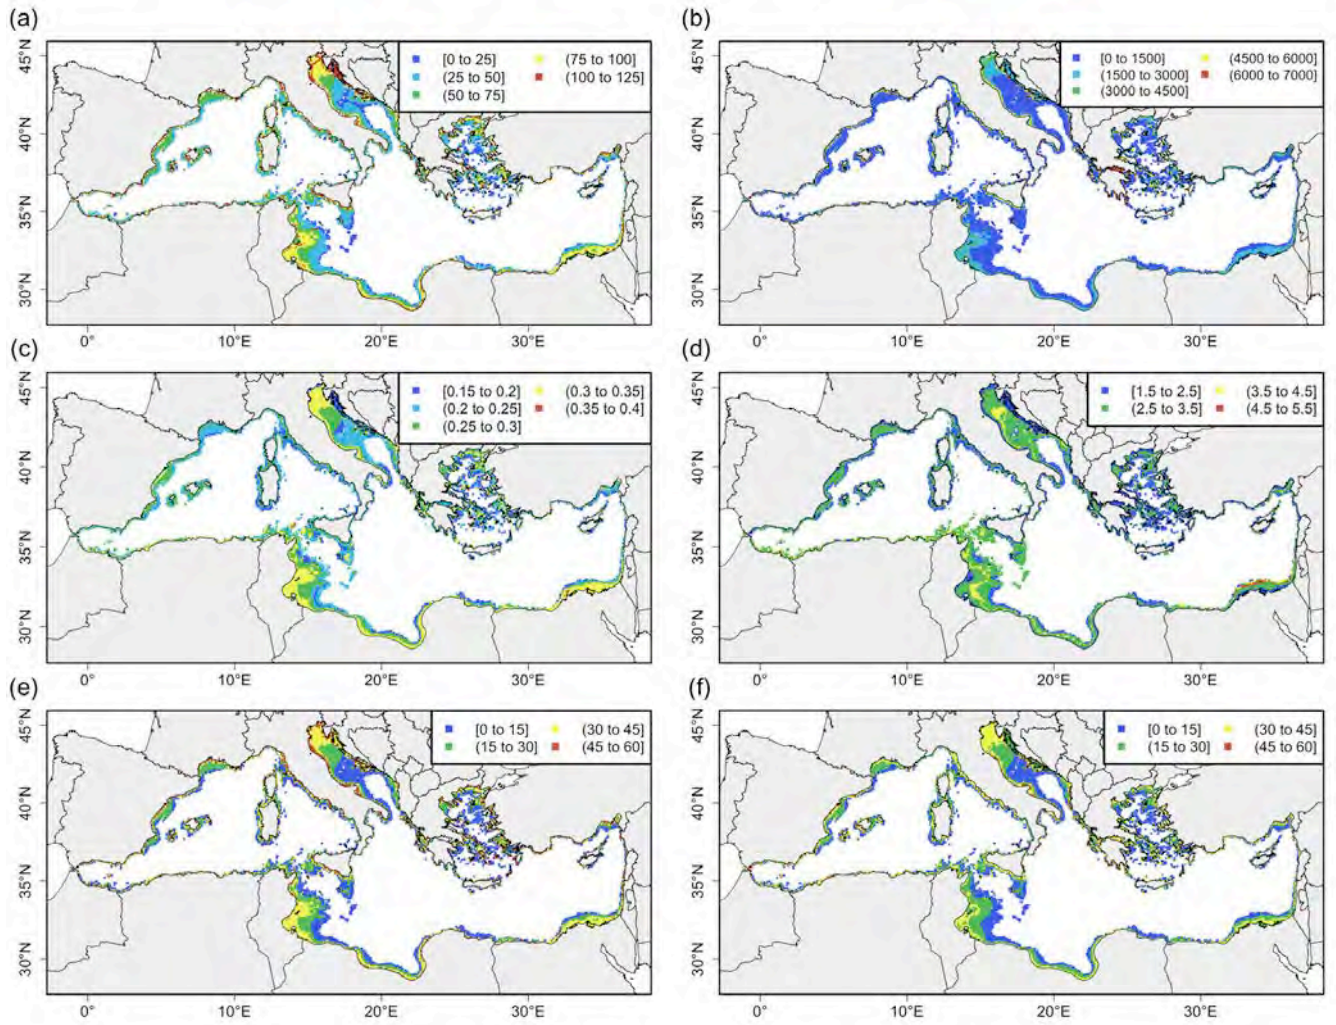 (a)
(b)
[0 to 25] (75 to 100]
(25 to 50] (100 to 125]
(50 to 75]
[0 to 1500] (4500 to 6000]
(1500 to 3000] (6000 to 7000]
(3000 to 4500]
45°N
40°N
35°N
30°N
0° 10°E 20°E 30°E
45°N
40°N
35°N
30°N
0° 10°E 20°E 30°E
(c)
(d)
[0.15 to 0.2] (0.3 to 0.35]
(0.2 to 0.25] (0.35 to 0.4]
(0.25 to 0.3]
[1.5 to 2.5] (3.5 to 4.5]
(2.5 to 3.5] (4.5 to 5.5]
45°N
40°N
35°N
30°N
0° 10°E 20°E 30°E
45°N
40°N
35°N
30°N
0° 10°E 20°E 30°E
(e)
(f)
[0 to 15] (30 to 45]
(15 to 30] (45 to 60]
[0 to 15] (30 to 45]
(15 to 30] (45 to 60]
45°N
40°N
35°N
30°N
0° 10°E 20°E 30°E
45°N
40°N
35°N
30°N
0° 10°E 20°E 30°E